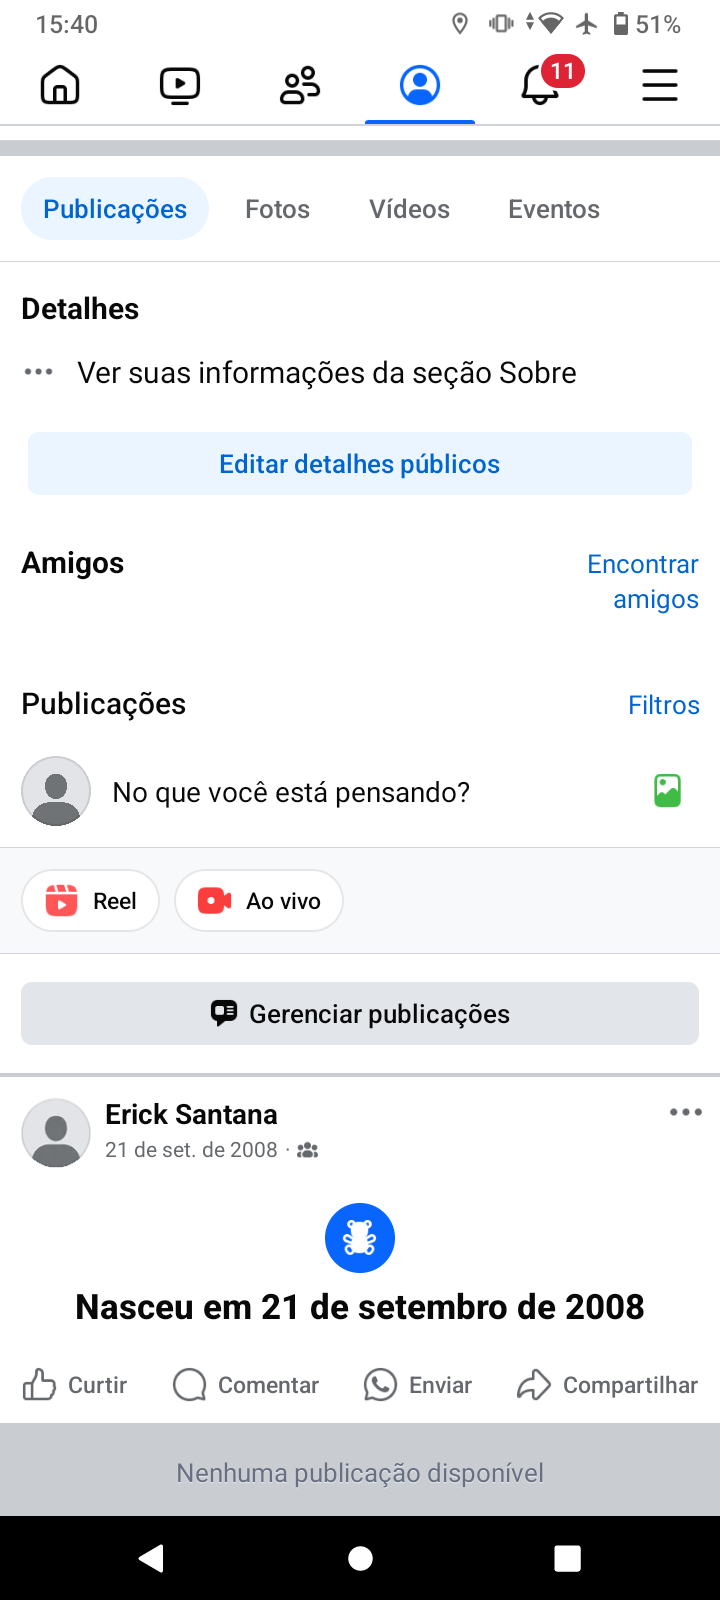 15:40
51%
11
Publicações Fotos Vídeos Eventos
Detalhes
Ver suas informações da seção Sobre
Editar detalhes públicos
Amigos
Encontrar
amigos
Publicações
Filtros
No que você está pensando?
Reel Ao vivo
Gerenciar publicações
Erick Santana
21 de set. de 2008 ·
Nasceu em 21 de setembro de 2008
Curtir Comentar Enviar Compartilhar
Nenhuma publicação disponível